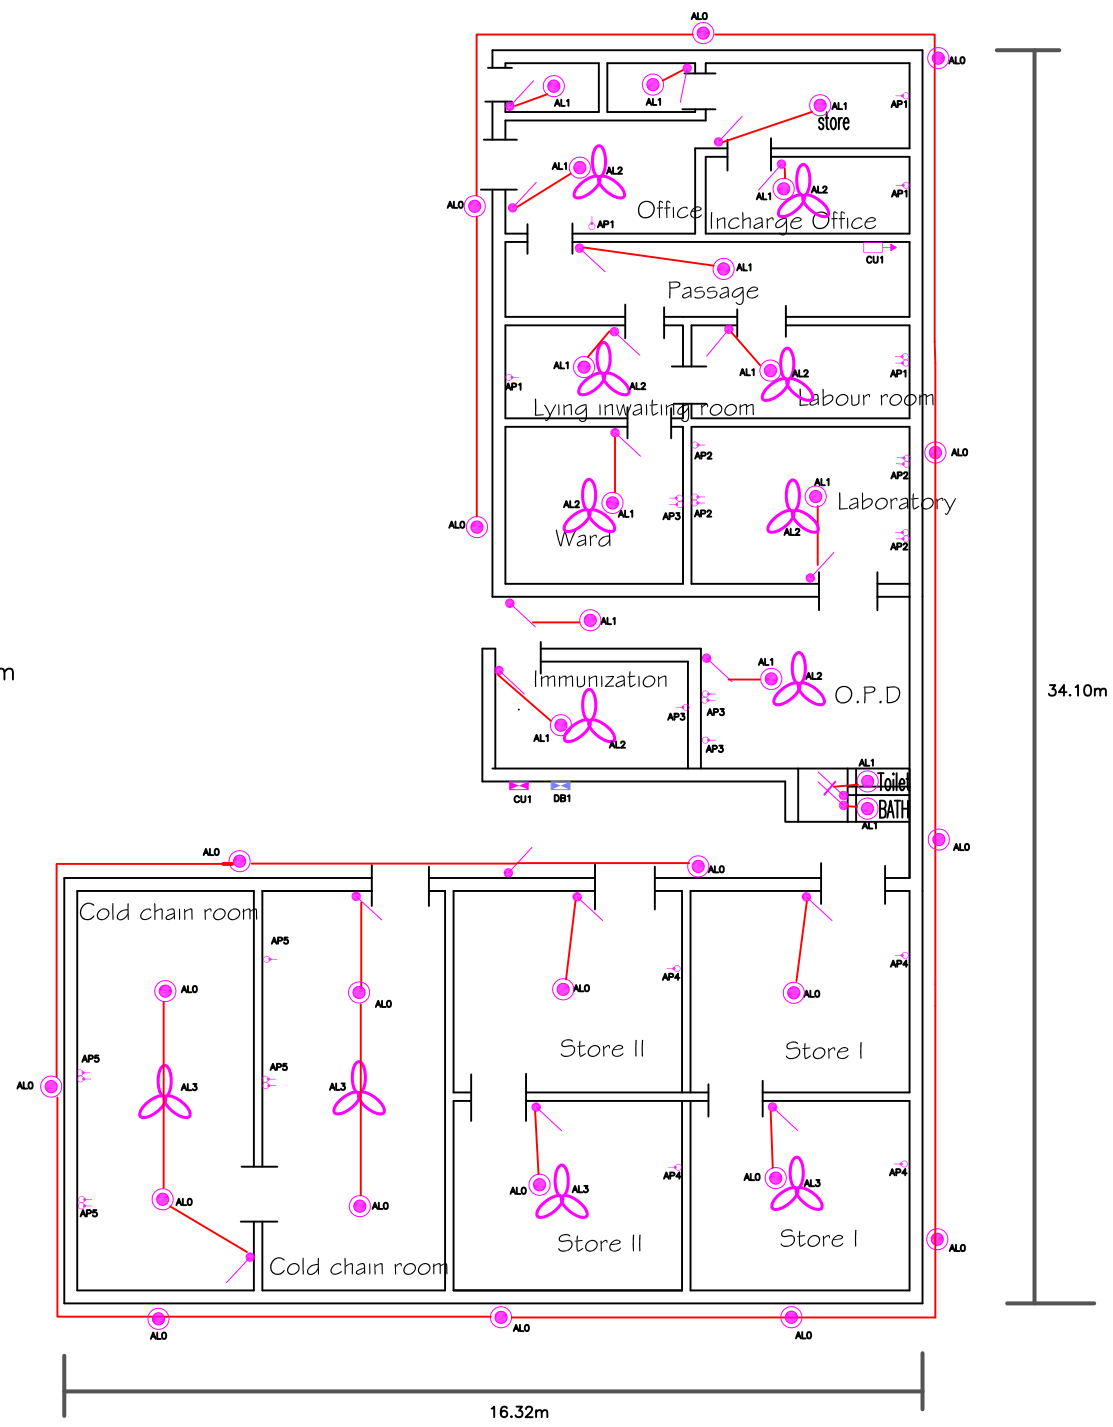 AL0
AL0
AL1
AL1
AL1
AP1
store
AL1
AL2
AL1
AL2
AP1
AL0
Office
AP1
Incharge Office
CU1
AL1
Passage
AL1
AL2
AP1
AL1
AL2
AP1
Labour room
Lying inwaiting room
AL0
AP2
AP2
AL1
Laboratory
AL2
AL1
AP3
AP2
AL0
Ward
AL2
AP2
AL1
m
AL1
AL2
Immunization
O.P.D
34.10m
AP3
AP3
AL1
AL2
AP3
AL1
Toilet
CU1
DB1
BATH
AL1
AL0
AL0
AL0
Cold chain room
AP5
AP4
AP4
AL0
AL0
AL0
AL0
Store II
Store I
AP5
AP5
AL0
AL3
AL3
AP4
AP4
AL0
AL3
AL0
AL3
AL0
AL0
AP5
Store II
Store I
AL0
Cold chain room
AL0
AL0
AL0
16.32m